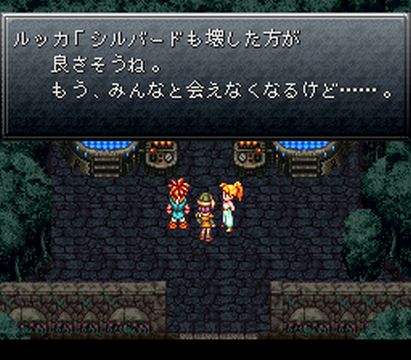 ルッカ「シルバードも壊した方が
良さそうね。
もう、みんなと会えなくなるけど……。